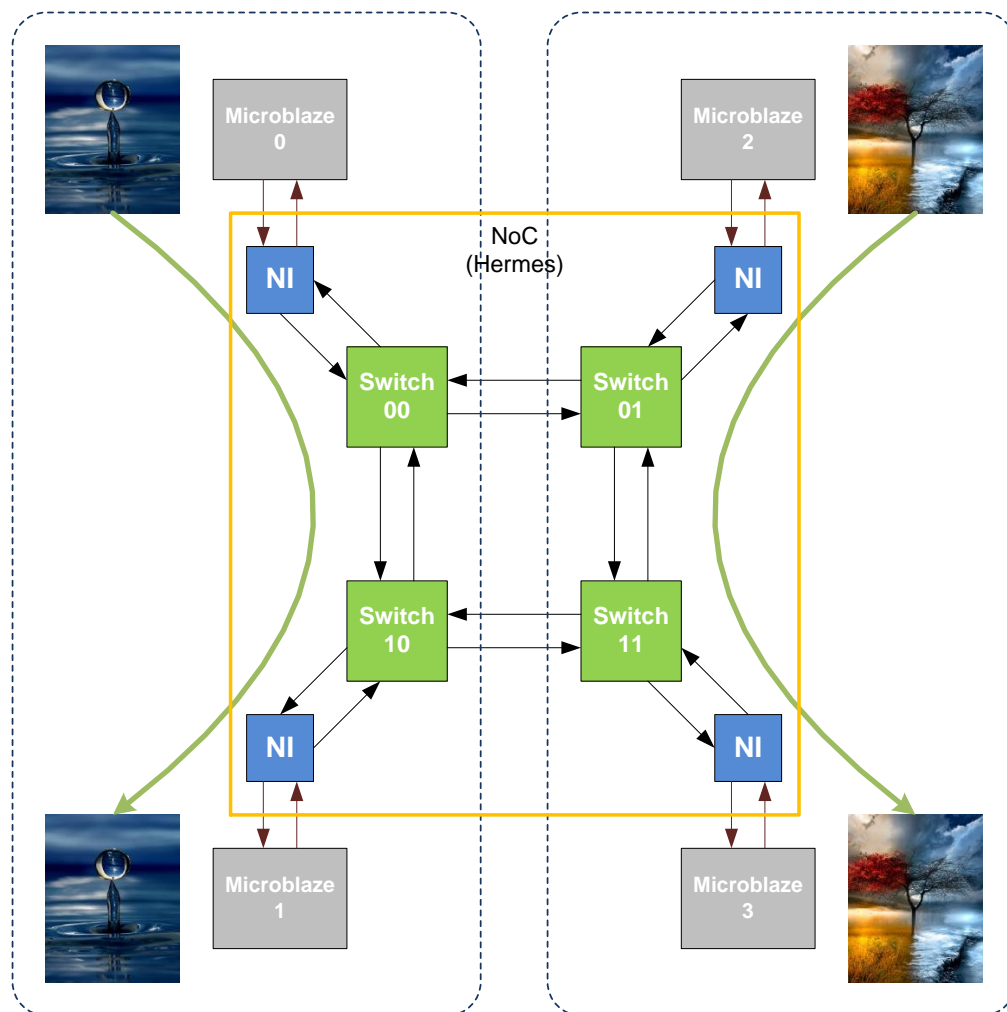 Microblaze
0
Microblaze
2
NoC
(Hermes)
NI
NI
Switch
00
Switch
01
Switch
10
Switch
11
NI
NI
Microblaze
1
Microblaze
3